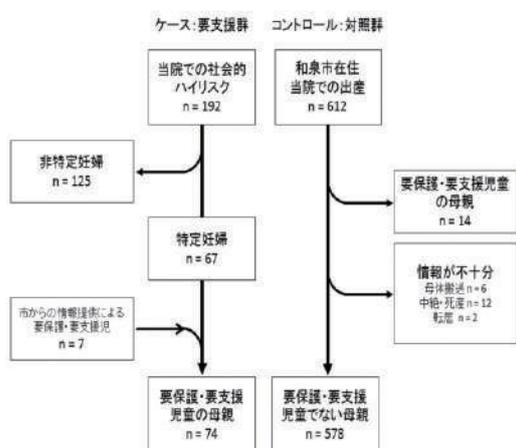 ケース：要支援群
コントロール：対照群
当院での社会的
ハイリスク
n = 192
和泉市在住
当院での出産
n = 612
非特定妊婦
n = 125
要保護・要支援児童
の母親
n = 14
特定妊婦
n = 67
情報が不十分
母体搬送 n = 6
中絶・死産 n = 12
転居 n = 2
市からの情報提供による
要保護・要支援児
n = 7
要保護・要支援
児童の母親
n = 74
要保護・要支援
児童でない母親
n = 578